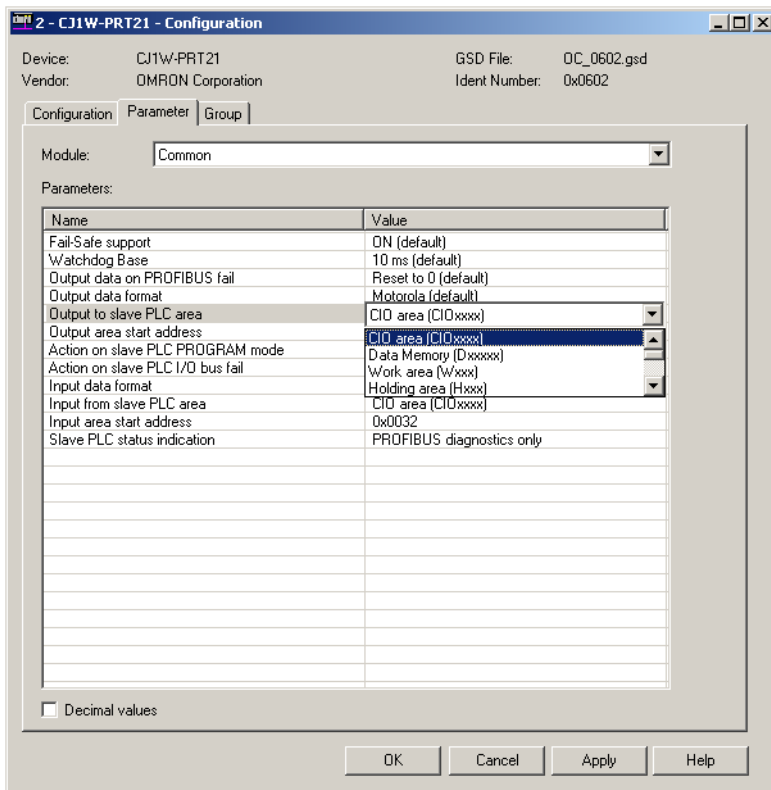 2 - CJ1W-PRT21 - Configuration
Device: CJ1W-PRT21 GSD File: OC_0602.gsd
Vendor: OMRON Corporation Ident Number: 0x0602
Configuration Parameter Group
Module: Common
Parameters:
Name Value
Fail-Safe support ON (default)
Watchdog Base 10 ms (default)
Output data on PROFIBUS fail Reset to 0 (default)
Output data format Motorola (default)
Output to slave PLC area CIO area (CIOxxxx)
Output area start address CIO area (CIOxxxx)
Action on slave PLC PROGRAM mode Data Memory (Dxxxxx)
Action on slave PLC I/O bus fail Work area (Wxxx)
Input data format Holding area (Hxxx)
Input from slave PLC area CIO area (CIOxxxx)
Input area start address 0x0032
Slave PLC status indication PROFIBUS diagnostics only
Decimal values
OK Cancel Apply Help